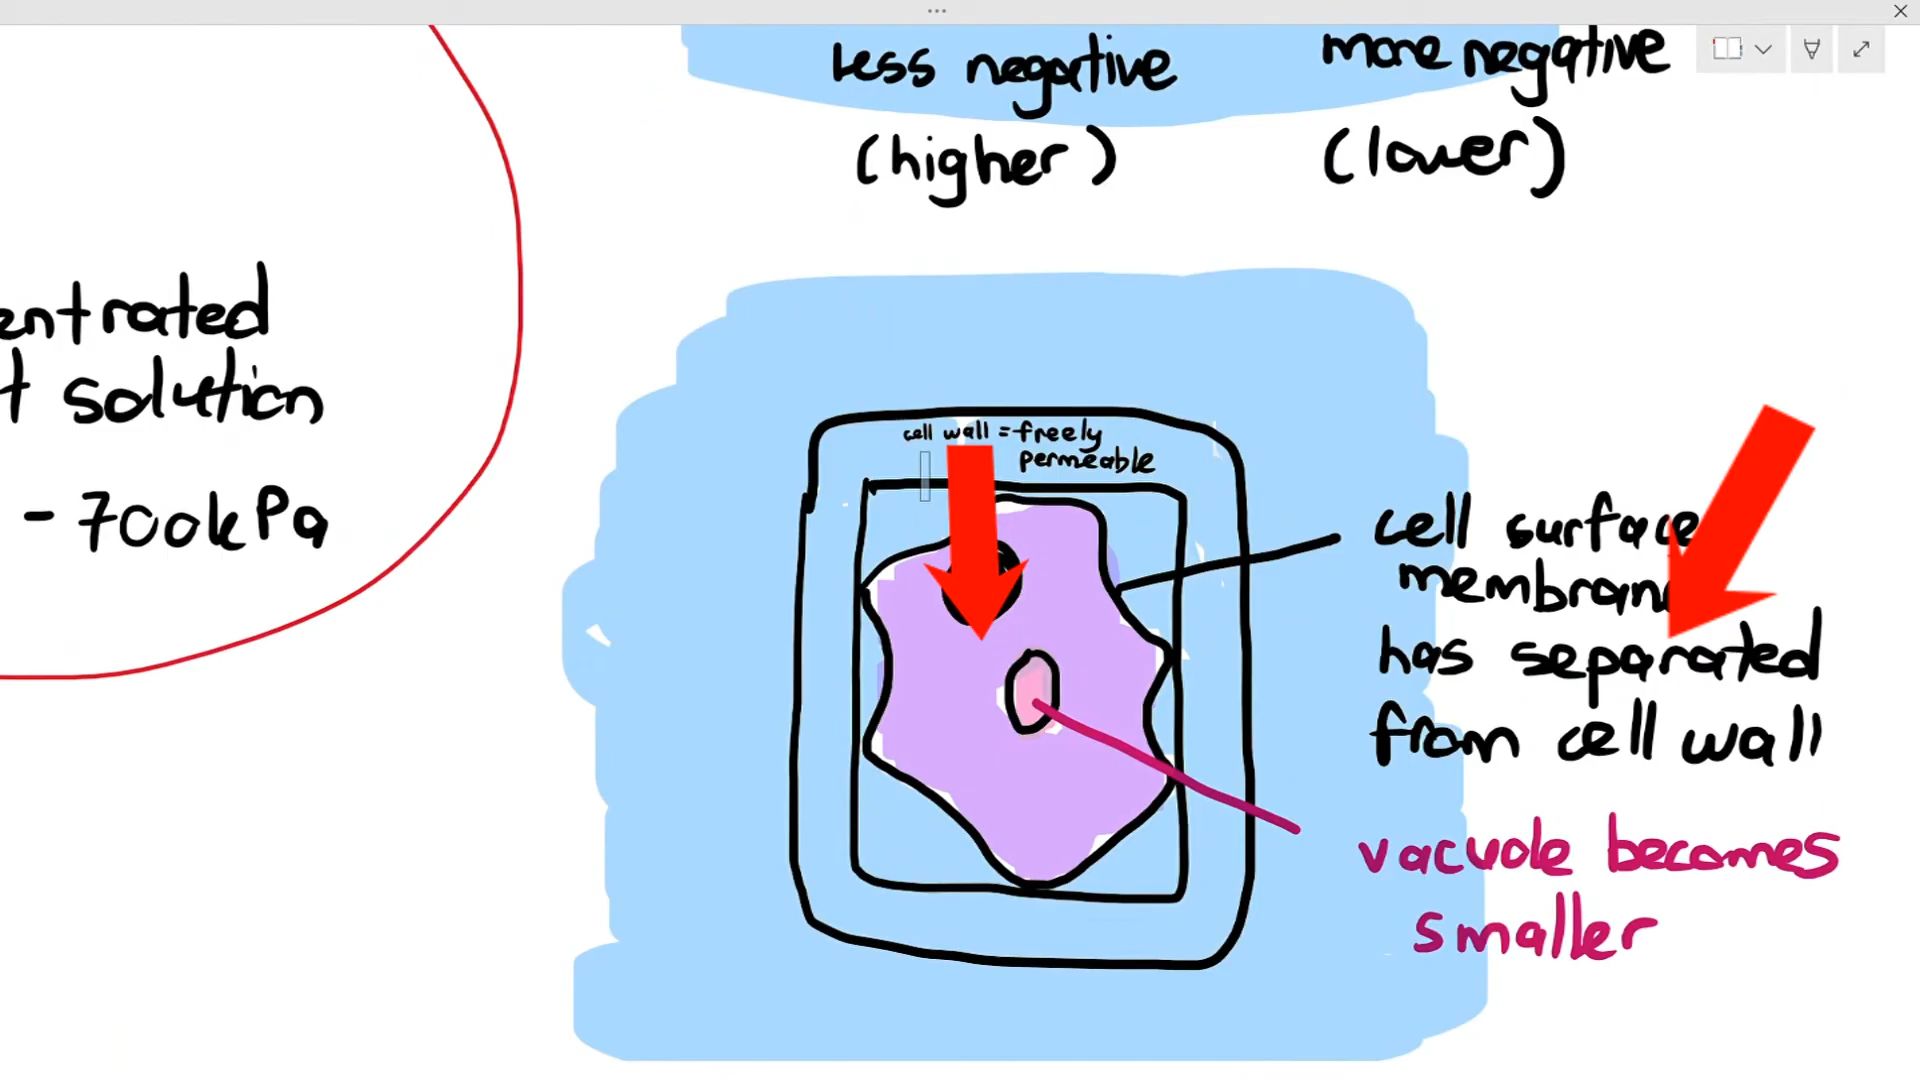 less negative
(higher)
more negative
(lower)
entrated
solution
-700kPa
cell wall = freely
permeable
cell surface
membran
has separated
from cell wall
vacuole becomes
smaller